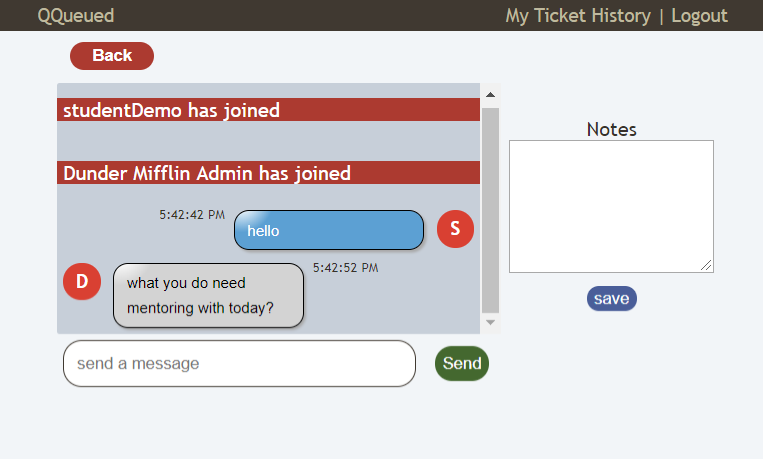 QQueued
My Ticket History | Logout
Back
studentDemo has joined
Dunder Mifflin Admin has joined
5:42:42 PM
hello
S
D
what you do need
mentoring with today?
5:42:52 PM
send a message
Send
Notes
save